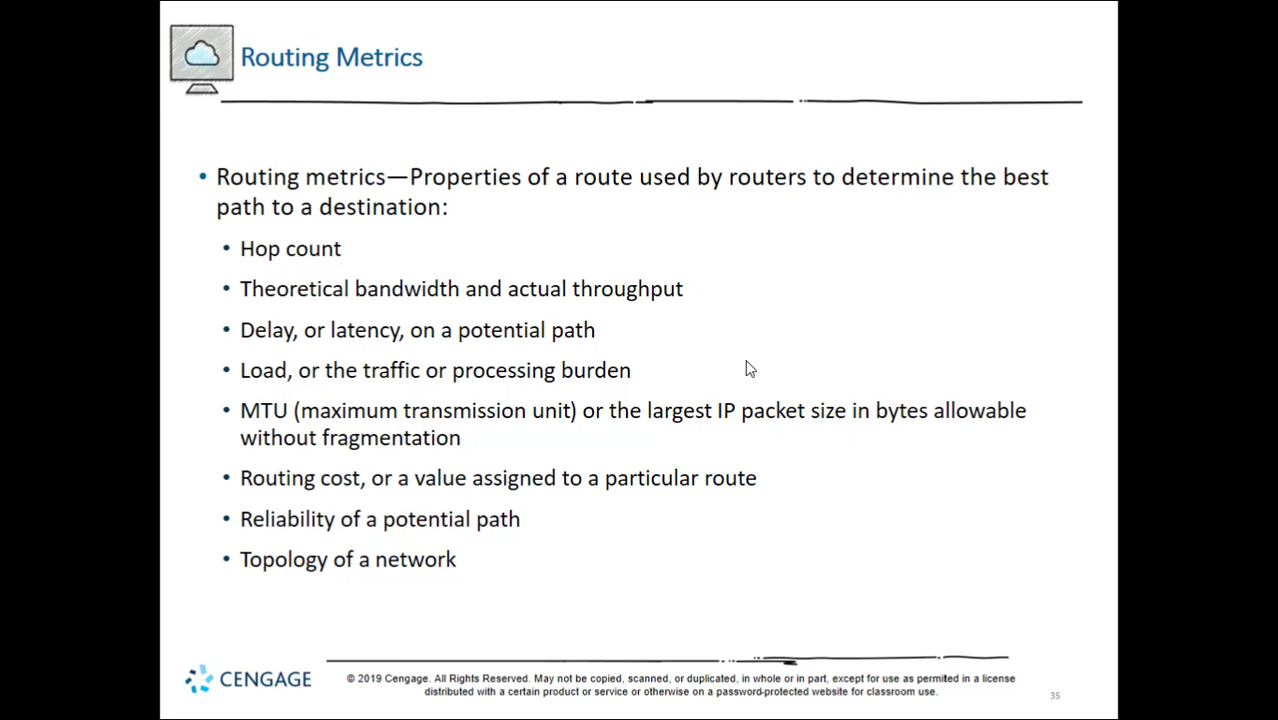 Routing Metrics
• Routing metrics—Properties of a route used by routers to determine the best
path to a destination:
• Hop count
• Theoretical bandwidth and actual throughput
• Delay, or latency, on a potential path
• Load, or the traffic or processing burden
• MTU (maximum transmission unit) or the largest IP packet size in bytes allowable
without fragmentation
• Routing cost, or a value assigned to a particular route
• Reliability of a potential path
• Topology of a network
CENGAGE
© 2019 Cengage. All Rights Reserved. May not be copied, scanned, or duplicated, in whole or in part, except for use as permitted in a license
distributed with a certain product or service or otherwise on a password-protected website for classroom use.
35